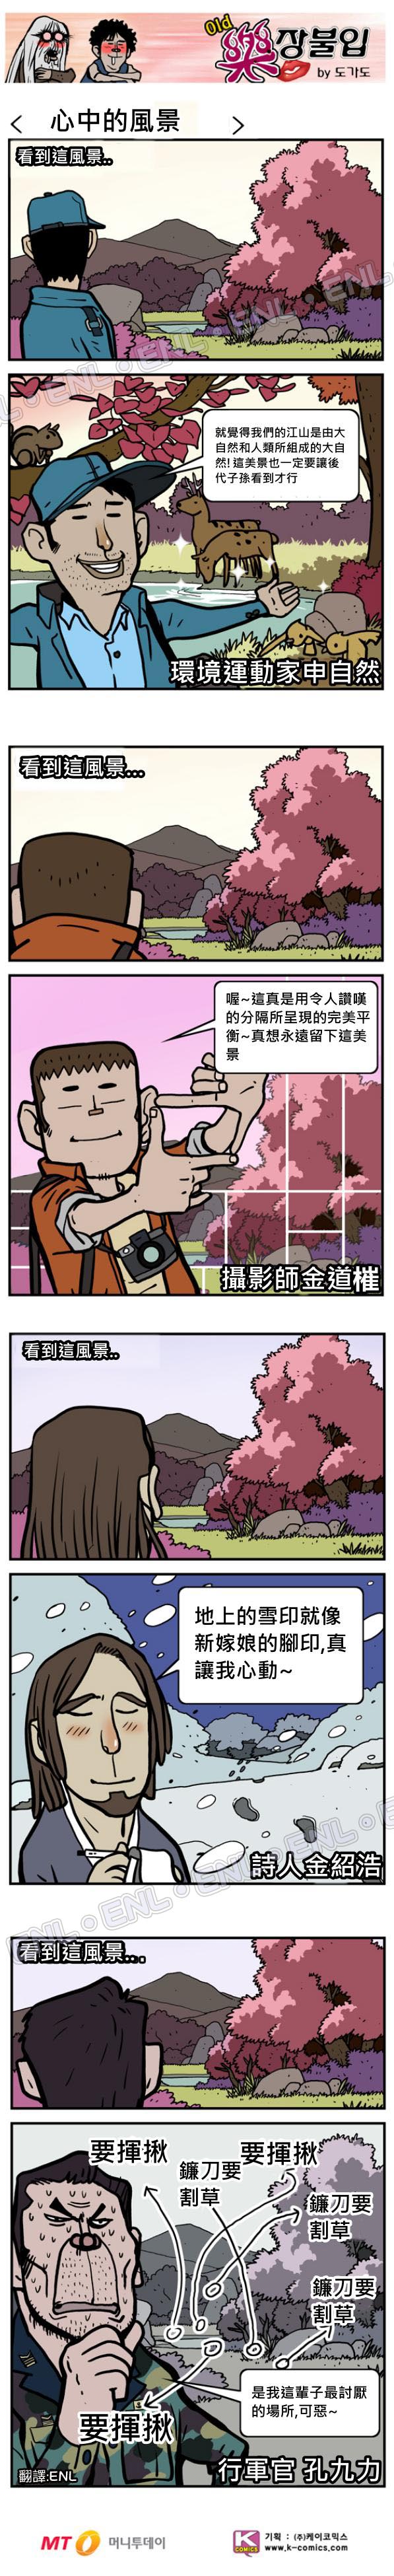 Old
樂장불입
by 도가도
< 心中的風景 >
看到這風景..
就覺得我們的江山是由大
自然和人類所組成的大自
然! 這美景也一定要讓後
代子孫看到才行
環境運動家申自然
看到這風景...
喔~這真是用令人讚嘆
的分隔所呈現的完美平
衡~真想永遠留下這美
景
攝影師金道槿
看到這風景..
地上的雪印就像
新嫁娘的腳印,真
讓我心動~
詩人金紹浩
看到這風景...
要揮揪
要揮揪
鐮刀要
割草
鐮刀要
割草
鐮刀要
割草
要揮揪
是我這輩子最討厭
的場所,可惡~
行軍官 孔九力
翻譯:ENL
ENL
MT 머니투데이
K COMICS
기획 : (주)케이코믹스
www.k-comics.com